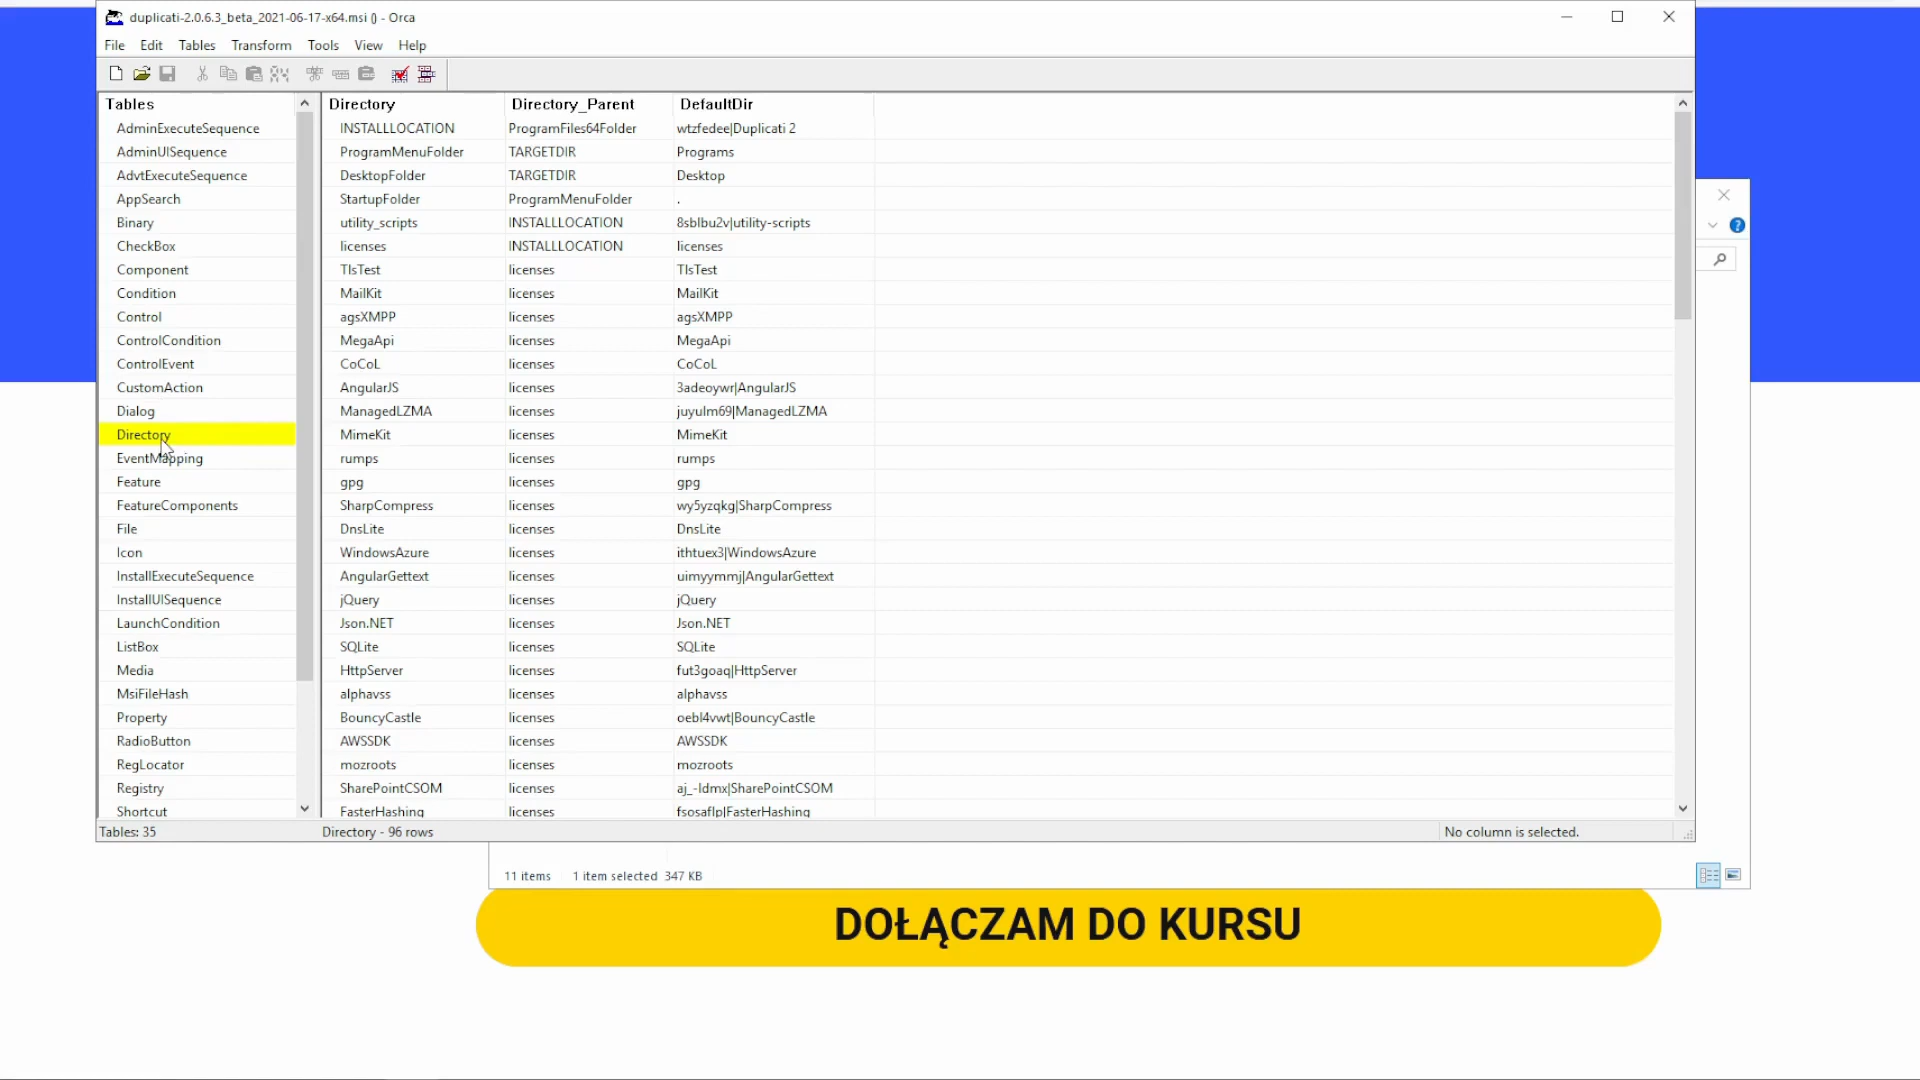 duplicati-2.0.6.3_beta_2021-06-17-x64.msi () - Orca
File Edit Tables Transform Tools View Help
Tables
AdminExecuteSequence
AdminUISequence
AdvtExecuteSequence
AppSearch
Binary
CheckBox
Component
Condition
Control
ControlCondition
ControlEvent
CustomAction
Dialog
Directory
EventMapping
Feature
FeatureComponents
File
Icon
InstallExecuteSequence
InstallUISequence
LaunchCondition
ListBox
Media
MsiFileHash
Property
RadioButton
RegLocator
Registry
Shortcut
Directory Directory_Parent DefaultDir
INSTALLLOCATION ProgramFiles64Folder wtzfedee|Duplicati 2
ProgramMenuFolder TARGETDIR Programs
DesktopFolder TARGETDIR Desktop
StartupFolder ProgramMenuFolder .
utility_scripts INSTALLLOCATION 8sblbu2v|utility-scripts
licenses INSTALLLOCATION licenses
TlsTest licenses TlsTest
MailKit licenses MailKit
agsXMPP licenses agsXMPP
MegaApi licenses MegaApi
CoCoL licenses CoCoL
AngularJS licenses 3adeoywr|AngularJS
ManagedLZMA licenses juyulm69|ManagedLZMA
MimeKit licenses MimeKit
rumps licenses rumps
gpg licenses gpg
SharpCompress licenses wy5yzqkg|SharpCompress
DnsLite licenses DnsLite
WindowsAzure licenses ithtuex3|WindowsAzure
AngularGettext licenses uimyymmj|AngularGettext
jQuery licenses jQuery
Json.NET licenses Json.NET
SQLite licenses SQLite
HttpServer licenses fut3goaq|HttpServer
alphavss licenses alphavss
BouncyCastle licenses oebl4vwt|BouncyCastle
AWSSDK licenses AWSSDK
mozroots licenses mozroots
SharePointCSOM licenses aj_-ldmx|SharePointCSOM
FasterHashing licenses fsosaflp|FasterHashing
Tables: 35 Directory - 96 rows No column is selected.
11 items 1 item selected 347 KB
DOŁĄCZAM DO KURSU